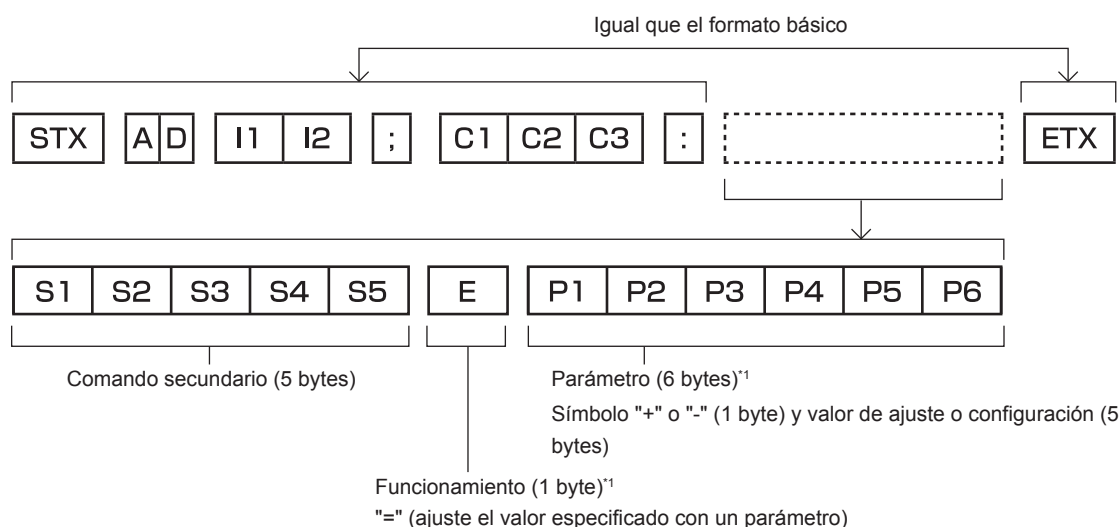 Igual que el formato básico
STX A D I1 I2 ; C1 C2 C3 : ETX
S1 S2 S3 S4 S5 E P1 P2 P3 P4 P5 P6
Comando secundario (5 bytes)
Parámetro (6 bytes)*1
Símbolo "+" o "-" (1 byte) y valor de ajuste o configuración (5
bytes)
Funcionamiento (1 byte)*1
"=" (ajuste el valor especificado con un parámetro)